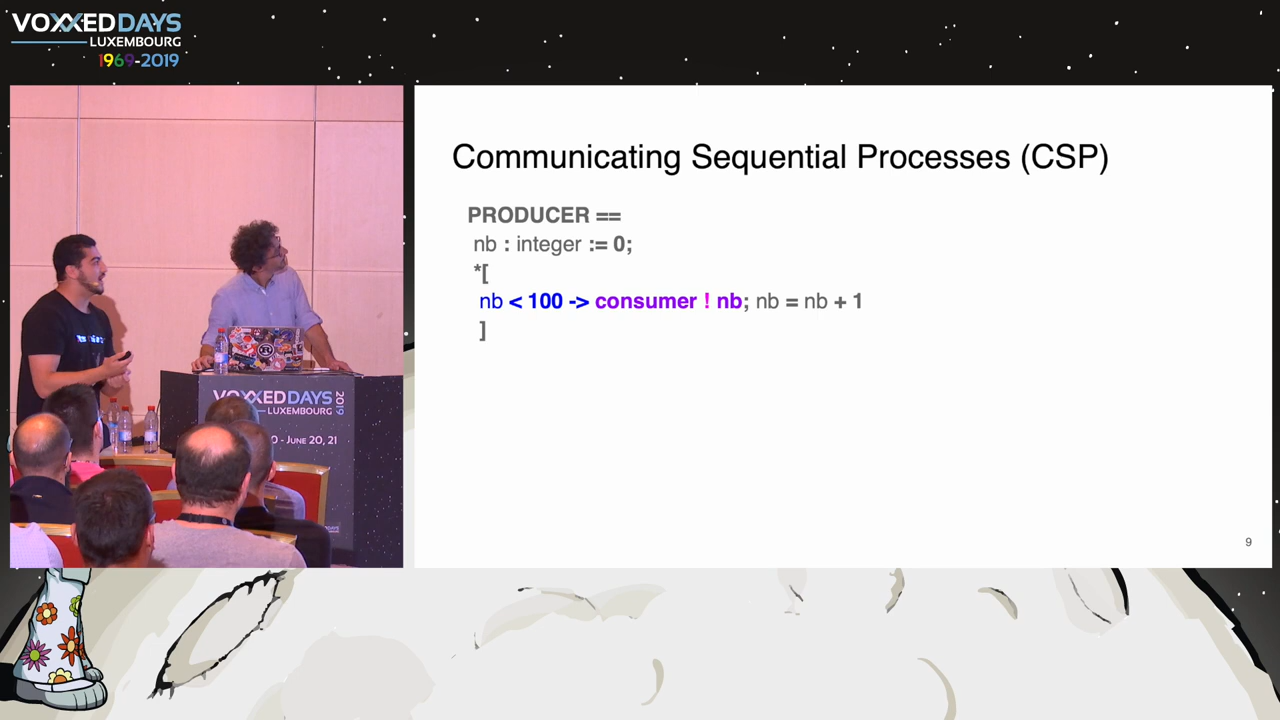 VOXXEDDAYS
LUXEMBOURG
1969-2019
Communicating Sequential Processes (CSP)
PRODUCER ==
nb : integer := 0;
*[
nb < 100 -> consumer ! nb; nb = nb + 1
]
9
VOXXEDDAYS
LUXEMBOURG
2019
0 - JUNE 20, 21